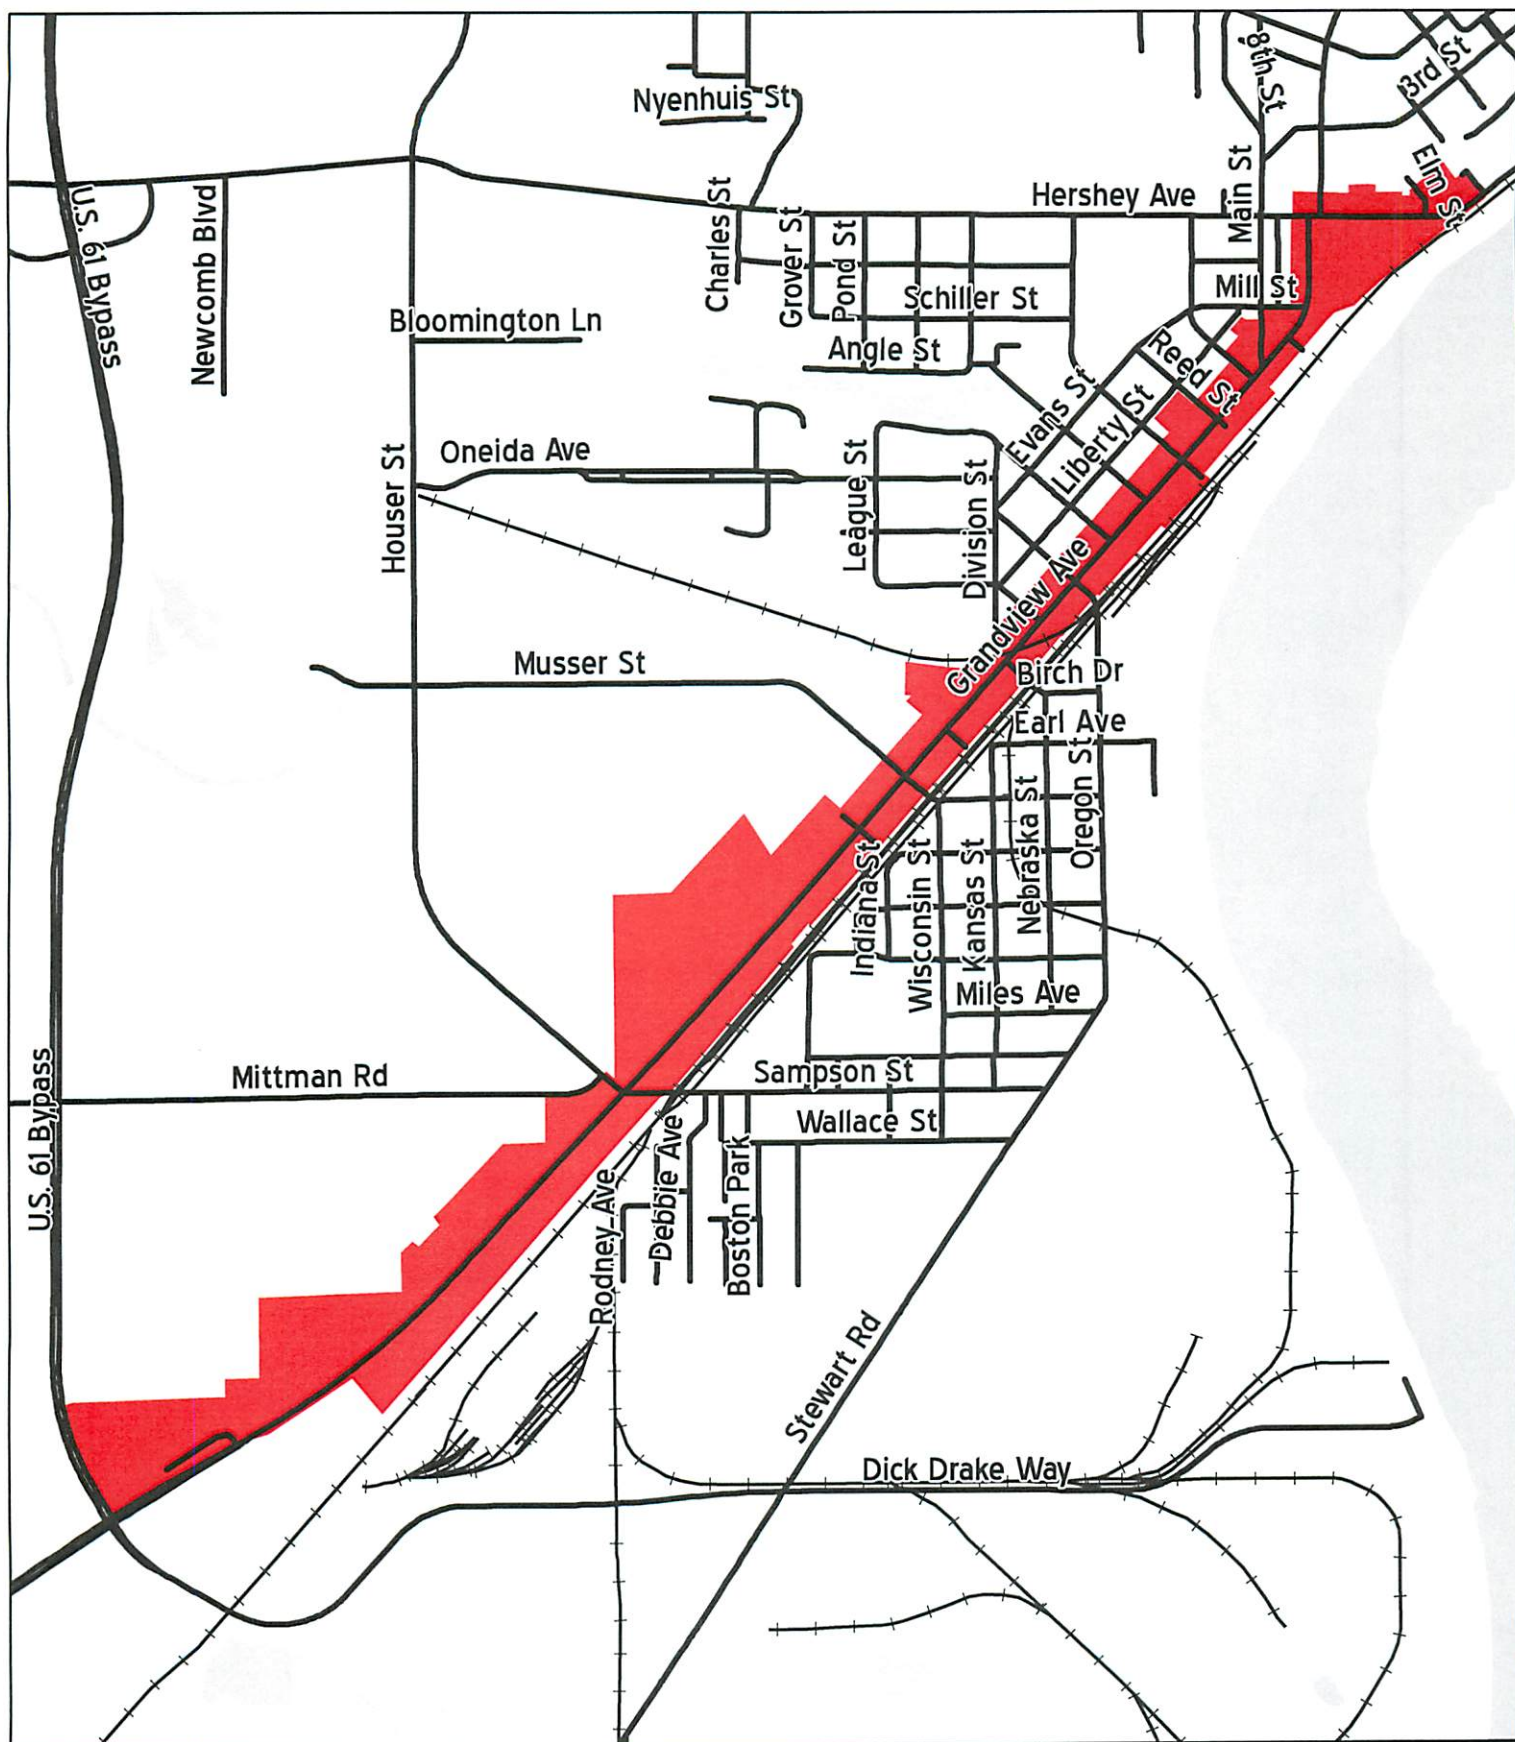 8th St
3rd St
Nyenhuis St
Elm St
Main St
Hershey Ave
Charles St
Newcomb Blvd
U.S. 61 Bypass
Grover St
Pond St
Mill St
Schiller St
Bloomington Ln
Angle St
Reed St
Evans St
Liberty St
Oneida Ave
Houser St
League St
Division St
Grandview Ave
Musser St
Birch Dr
Earl Ave
Oregon St
Nebraska St
Indiana St
Wisconsin St
Kansas St
Miles Ave
Mittman Rd
Sampson St
U.S. 61 Bypass
Wallace St
Debbie Ave
Boston Park
Rodney Ave
Stewart Rd
Dick Drake Way